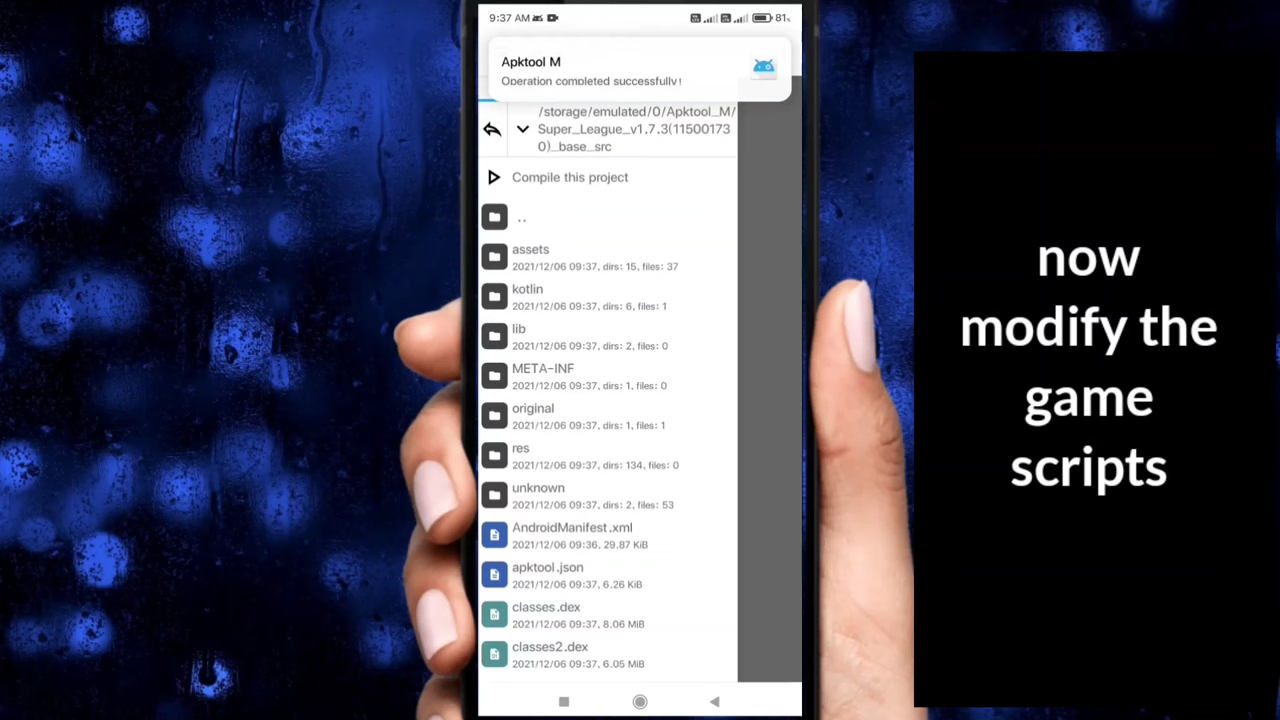 9:37 AM
81%
Apktool M
Operation completed successfully!
/storage/emulated/0/Apktool_M/
Super_League_v1.7.3(11500173
0)_base_src
Compile this project
..
assets
2021/12/06 09:37, dirs: 15, files: 37
kotlin
2021/12/06 09:37, dirs: 6, files: 1
lib
2021/12/06 09:37, dirs: 2, files: 0
META-INF
2021/12/06 09:37, dirs: 1, files: 0
original
2021/12/06 09:37, dirs: 1, files: 1
res
2021/12/06 09:37, dirs: 134, files: 0
unknown
2021/12/06 09:37, dirs: 2, files: 53
AndroidManifest.xml
2021/12/06 09:36, 29.87 KiB
apktool.json
2021/12/06 09:37, 6.26 KiB
classes.dex
2021/12/06 09:37, 8.06 MiB
classes2.dex
2021/12/06 09:37, 6.05 MiB
now
modify the
game
scripts